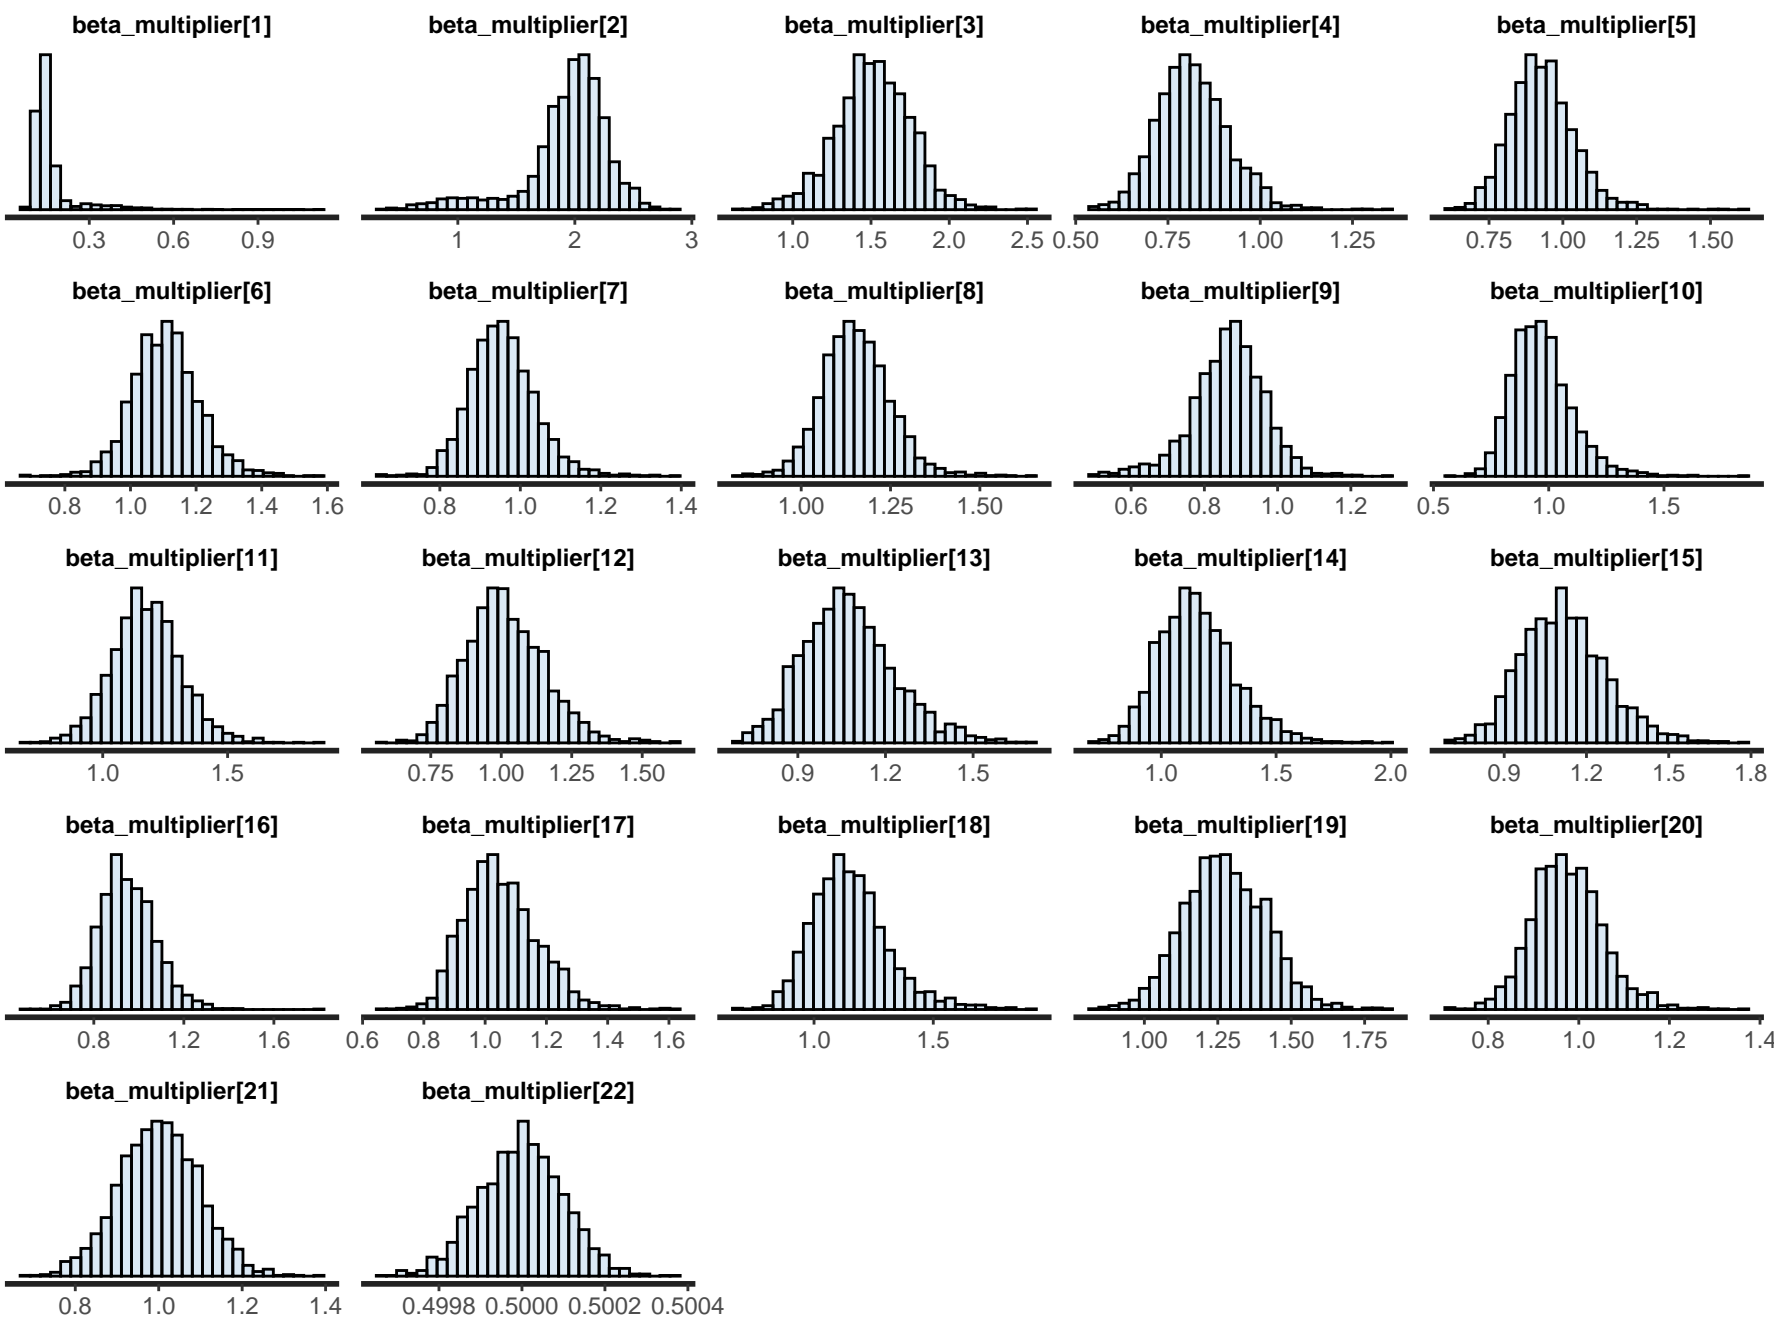 beta_multiplier[1] beta_multiplier[2] beta_multiplier[3] beta_multiplier[4] beta_multiplier[5]
0.3 0.6 0.9 1 2 3 1.0 1.5 2.0 2.5 0.50 0.75 1.00 1.25 0.75 1.00 1.25 1.50
beta_multiplier[6] beta_multiplier[7] beta_multiplier[8] beta_multiplier[9] beta_multiplier[10]
0.8 1.0 1.2 1.4 1.6 0.8 1.0 1.2 1.4 1.00 1.25 1.50 0.6 0.8 1.0 1.2 0.5 1.0 1.5
beta_multiplier[11] beta_multiplier[12] beta_multiplier[13] beta_multiplier[14] beta_multiplier[15]
1.0 1.5 0.75 1.00 1.25 1.50 0.9 1.2 1.5 1.0 1.5 2.0 0.9 1.2 1.5 1.8
beta_multiplier[16] beta_multiplier[17] beta_multiplier[18] beta_multiplier[19] beta_multiplier[20]
0.8 1.2 1.6 0.6 0.8 1.0 1.2 1.4 1.6 1.0 1.5 1.00 1.25 1.50 1.75 0.8 1.0 1.2 1.4
beta_multiplier[21] beta_multiplier[22]
0.8 1.0 1.2 1.4 0.4998 0.5000 0.5002 0.5004